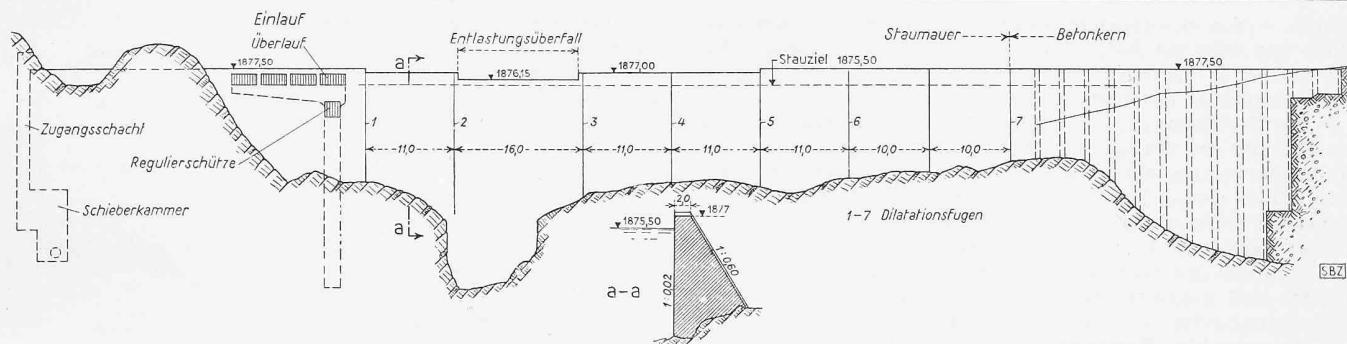 Einlauf
Überlauf
1877,50
a
Entlastungsüberfall
1876,15
1877,00
Stauziel 1875,50
Staumauer
Betonkern
1877,50
Zugangsschacht
Regulierschütze
Schieberkammer
1
2
3
4
5
6
7
11,0
16,0
11,0
11,0
11,0
10,0
10,0
a
1-7 Dilatationsfugen
2,0
1877
1875,50
1:0,02
1:0,60
a-a
SBZ